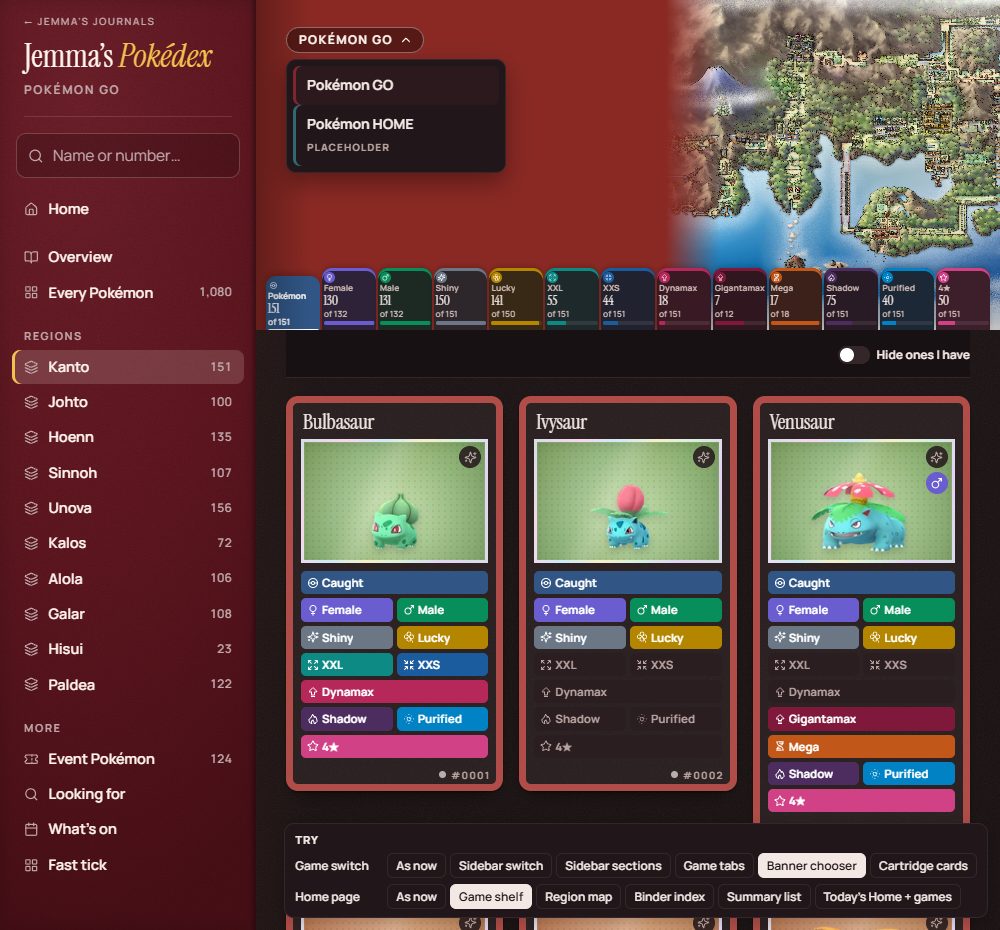 ← JEMMA'S JOURNALS
Jemma's Pokédex
POKÉMON GO
Name or number...
Home
Overview
Every Pokémon 1,080
REGIONS
Kanto 151
Johto 100
Hoenn 135
Sinnoh 107
Unova 156
Kalos 72
Alola 106
Galar 108
Hisui 23
Paldea 122
MORE
Event Pokémon 124
Looking for
What's on
Fast tick
POKÉMON GO
Pokémon GO
Pokémon HOME
PLACEHOLDER
Pokémon 151 of 151
Female 130 of 132
Male 131 of 132
Shiny 150 of 151
Lucky 141 of 150
XXL 55 of 151
XXS 44 of 151
Dynamax 18 of 151
Gigantamax 7 of 12
Mega 17 of 18
Shadow 75 of 151
Purified 40 of 151
4★ 50 of 151
Hide ones I have
Bulbasaur
Caught
Female Male
Shiny Lucky
XXL XXS
Dynamax
Shadow Purified
4★
#0001
Ivysaur
Caught
Female Male
Shiny Lucky
XXL XXS
Dynamax
Shadow Purified
4★
#0002
Venusaur
Caught
Female Male
Shiny Lucky
XXL XXS
Dynamax
Gigantamax
Mega
Shadow Purified
4★
TRY
Game switch As now Sidebar switch Sidebar sections Game tabs Banner chooser Cartridge cards
Home page As now Game shelf Region map Binder index Summary list Today's Home + games